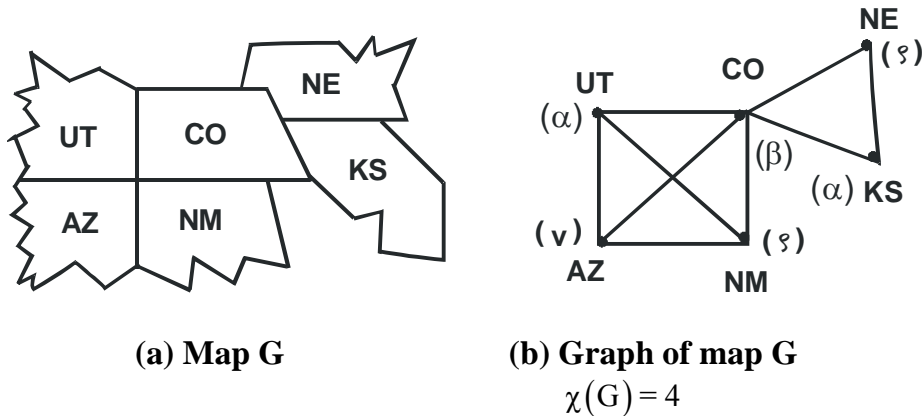 NE
UT
CO
KS
AZ
NM
(a) Map G
NE
(ς)
CO
UT
(α)
(β)
(α) KS
(v)
(ς)
AZ
NM
(b) Graph of map G
χ(G) = 4